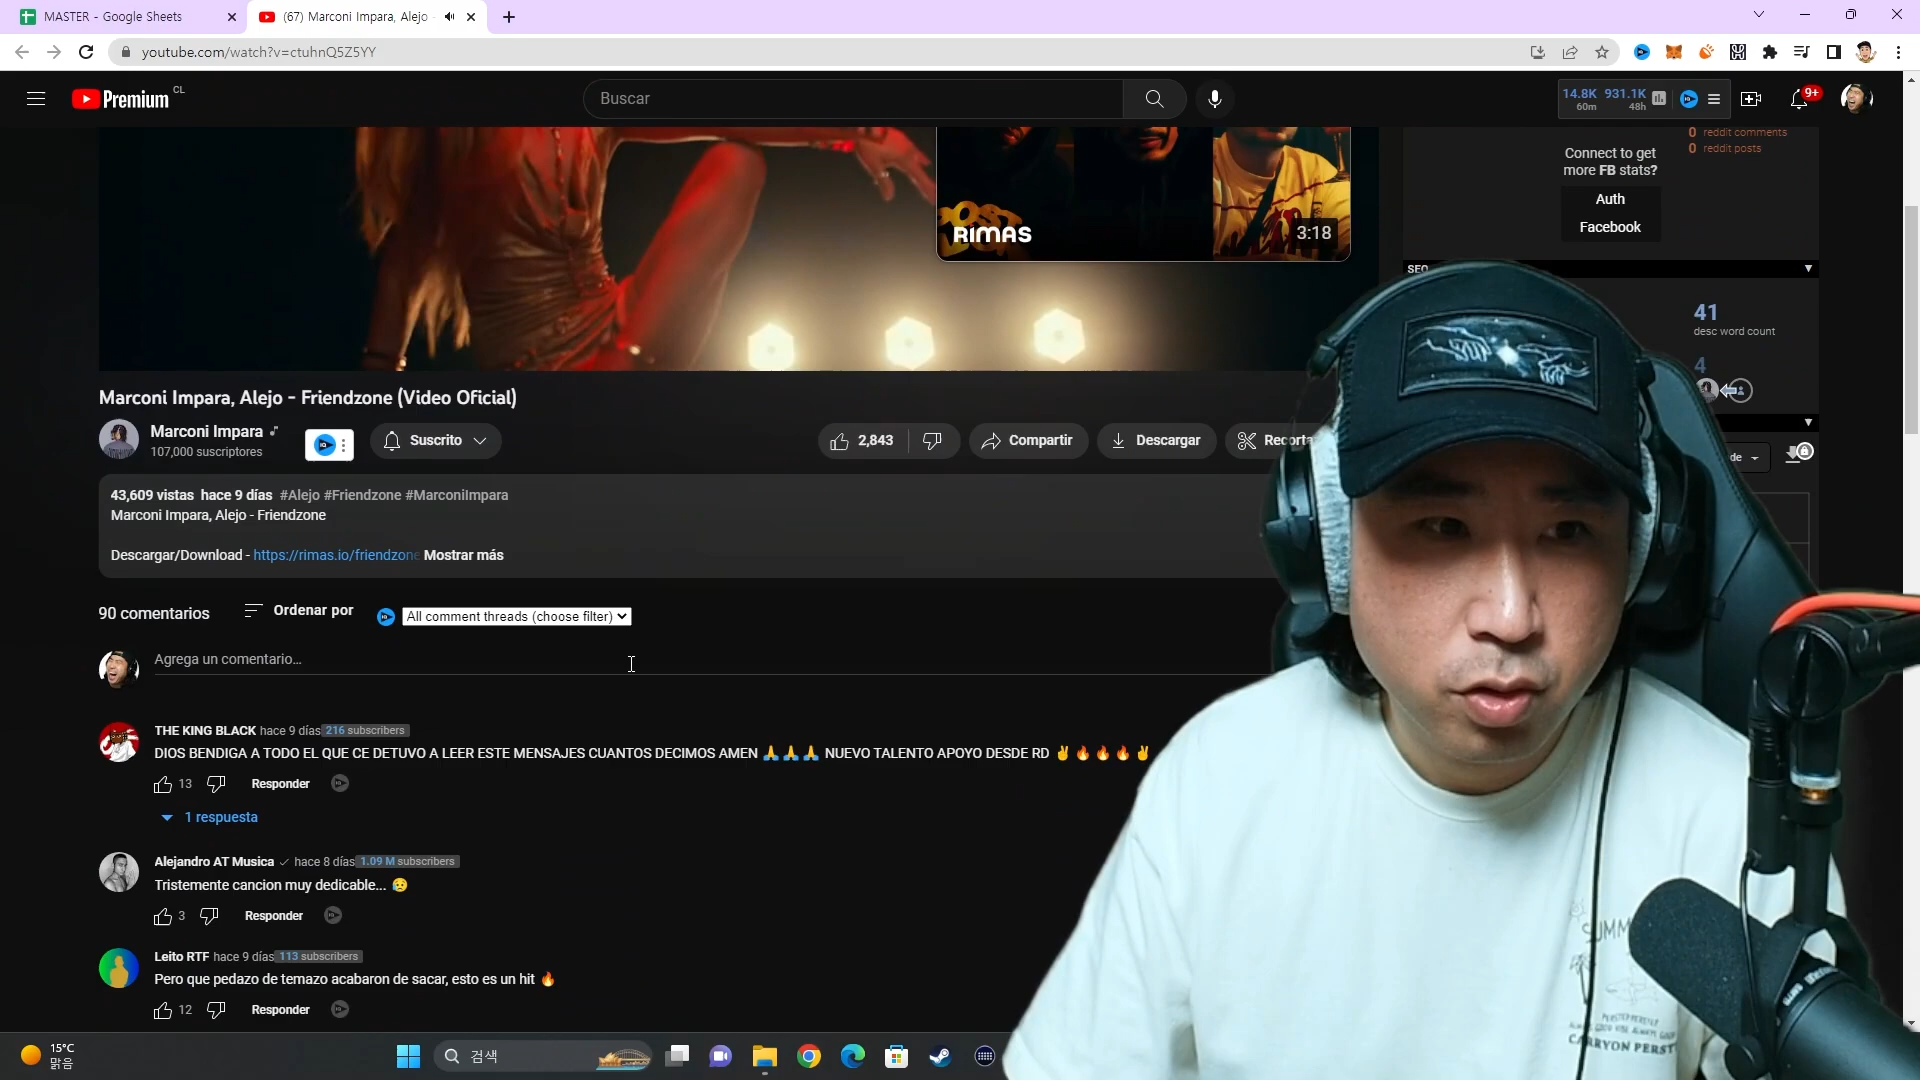 MASTER - Google Sheets
(67) Marconi Impara, Alejo
youtube.com/watch?v=ctuhnQ5Z5YY
Premium CL
Buscar
14.8K 931.1K
60m 48h
9+
0 reddit comments
0 reddit posts
Connect to get
more FB stats?
Auth
Facebook
RIMAS
3:18
SEO
41
desc word count
4
Marconi Impara, Alejo - Friendzone (Video Oficial)
Marconi Impara
107,000 suscriptores
Suscrito
2,843
Compartir
Descargar
Recorta
de
43,609 vistas hace 9 días #Alejo #Friendzone #MarconiImpara
Marconi Impara, Alejo - Friendzone
Descargar/Download - https://rimas.io/friendzone Mostrar más
90 comentarios
Ordenar por
All comment threads (choose filter)
Agrega un comentario...
THE KING BLACK hace 9 días 216 subscribers
DIOS BENDIGA A TODO EL QUE CE DETUVO A LEER ESTE MENSAJES CUANTOS DECIMOS AMEN 🙏 🙏 🙏 NUEVO TALENTO APOYO DESDE RD ✌ 🔥 🔥 🔥 ✌
13
Responder
1 respuesta
Alejandro AT Musica hace 8 días 1.09 M subscribers
Tristemente cancion muy dedicable... 😥
3
Responder
Leito RTF hace 9 días 113 subscribers
Pero que pedazo de temazo acabaron de sacar, esto es un hit 🔥
12
Responder
SUMM
CARRYON PERST
15°C
맑음
검색